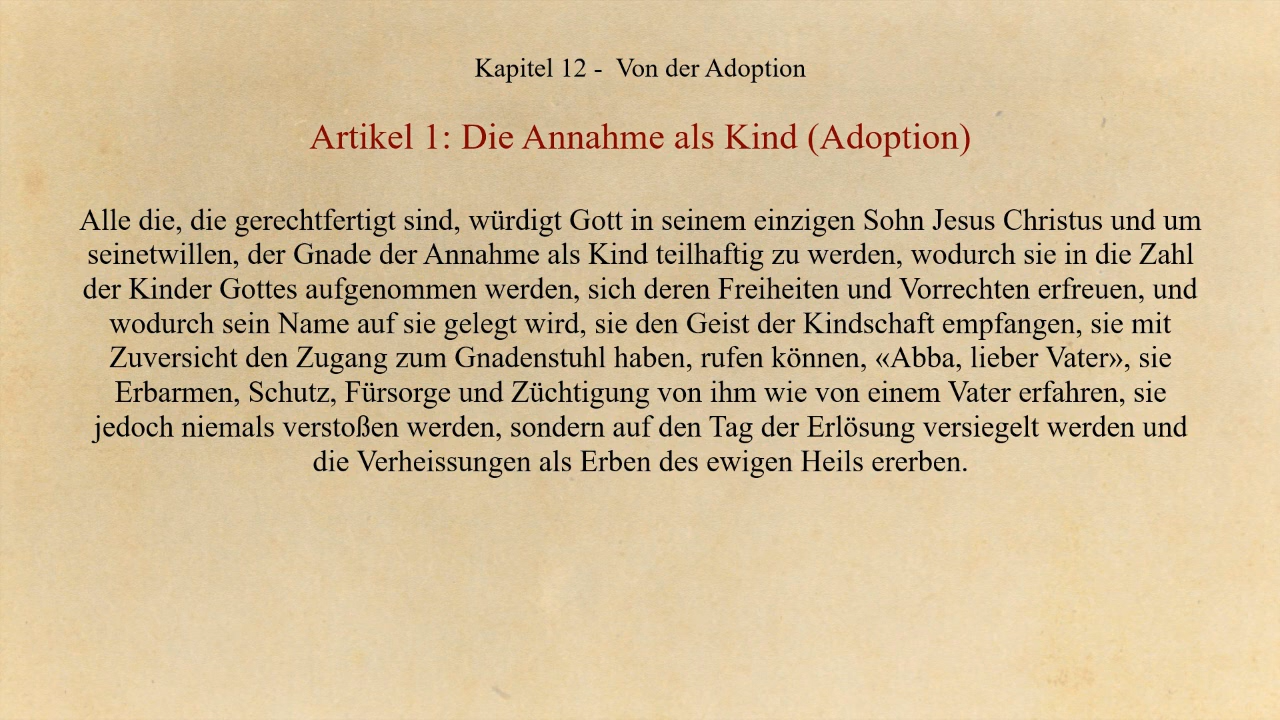 Kapitel 12 -  Von der Adoption
Artikel 1: Die Annahme als Kind (Adoption)
Alle die, die gerechtfertigt sind, würdigt Gott in seinem einzigen Sohn Jesus Christus und um
seinetwillen, der Gnade der Annahme als Kind teilhaftig zu werden, wodurch sie in die Zahl
der Kinder Gottes aufgenommen werden, sich deren Freiheiten und Vorrechten erfreuen, und
wodurch sein Name auf sie gelegt wird, sie den Geist der Kindschaft empfangen, sie mit
Zuversicht den Zugang zum Gnadenstuhl haben, rufen können, «Abba, lieber Vater», sie
Erbarmen, Schutz, Fürsorge und Züchtigung von ihm wie von einem Vater erfahren, sie
jedoch niemals verstoßen werden, sondern auf den Tag der Erlösung versiegelt werden und
die Verheissungen als Erben des ewigen Heils ererben.